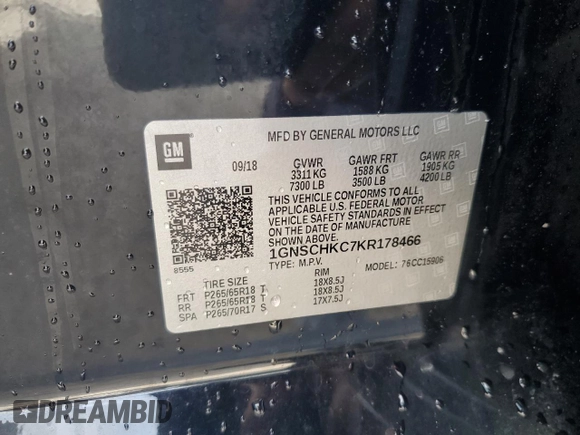 MFD BY GENERAL MOTORS LLC
GM
09/18 GVWR GAWR FRT GAWR RR
3311 KG 1588 KG 1905 KG
7300 LB 3500 LB 4200 LB
THIS VEHICLE CONFORMS TO ALL
APPLICABLE U.S. FEDERAL MOTOR
VEHICLE SAFETY STANDARDS IN EFFECT
ON THE DATE OF MANUFACTURE
SHOWN ABOVE.
1GNSCHKC7KR178466
8555 TYPE: M.P.V. MODEL: 76CC15906
TIRE SIZE RIM
FRT P265/65R18 T 18X8.5J
RR P265/65R18 T 18X8.5J
SPA P265/70R17 S 17X7.5J
DREAMBID